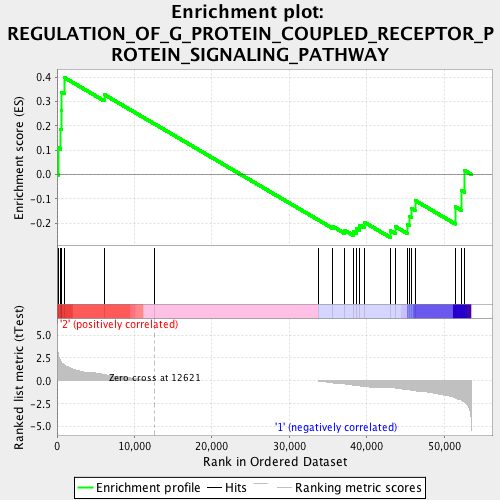 Enrichment plot:
REGULATION_OF_G_PROTEIN_COUPLED_RECEPTOR_P
ROTEIN_SIGNALING_PATHWAY
Enrichment score (ES)
0.4
0.3
0.2
0.1
0.0
-0.1
-0.2
'2' (positively correlated)
Ranked list metric (tTest)
5.0
2.5
0.0
-2.5
-5.0
Zero cross at 12621
'1' (negatively correlated)
0
10,000
20,000
30,000
40,000
50,000
Rank in Ordered Dataset
Enrichment profile
Hits
Ranking metric scores